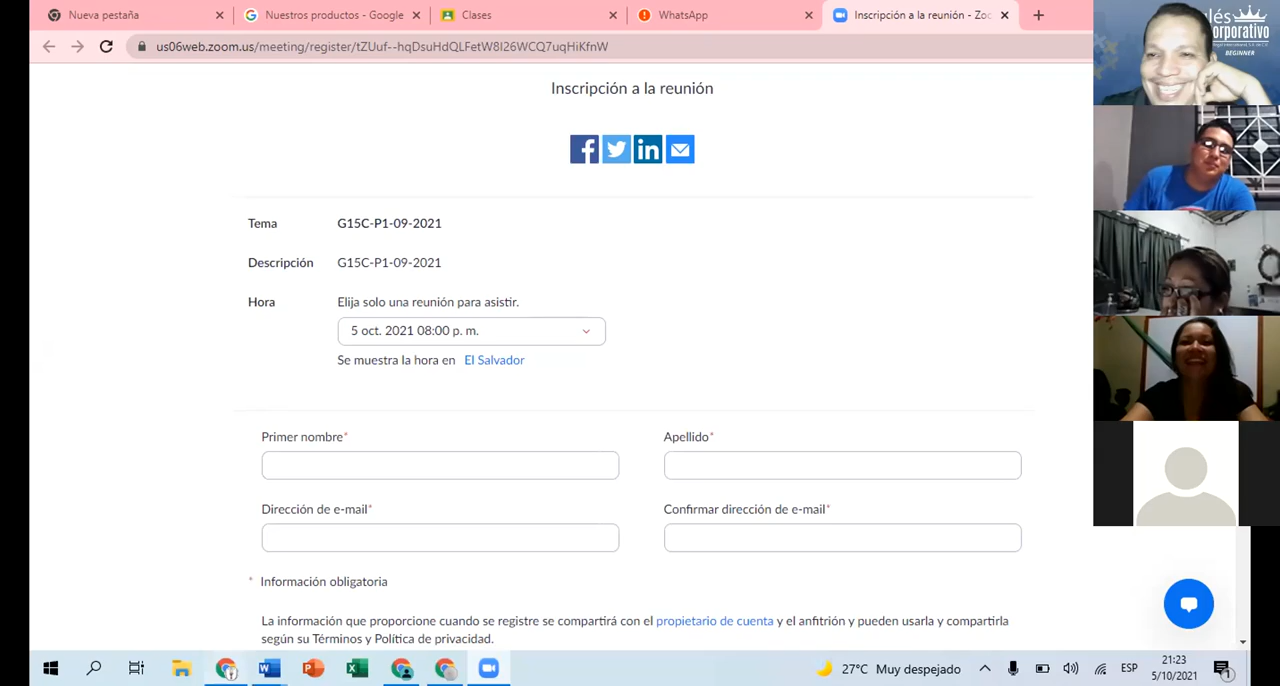 Nueva pestaña
Nuestros productos - Google
Clases
WhatsApp
Inscripción a la reunión - Zoo
us06web.zoom.us/meeting/register/tZUuf--hqDsuHdQLFetW8I26WCQ7uqHiKfnW
Inscripción a la reunión
Tema G15C-P1-09-2021
Descripción G15C-P1-09-2021
Hora Elija solo una reunión para asistir.
5 oct. 2021 08:00 p. m.
Se muestra la hora en El Salvador
Primer nombre* Apellido*
Dirección de e-mail* Confirmar dirección de e-mail*
* Información obligatoria
La información que proporcione cuando se registre se compartirá con el propietario de cuenta y el anfitrión y pueden usarla y compartirla
según su Términos y Política de privacidad.
lés
orporativo
BEGINNER
27°C Muy despejado
ESP
21:23
5/10/2021
1